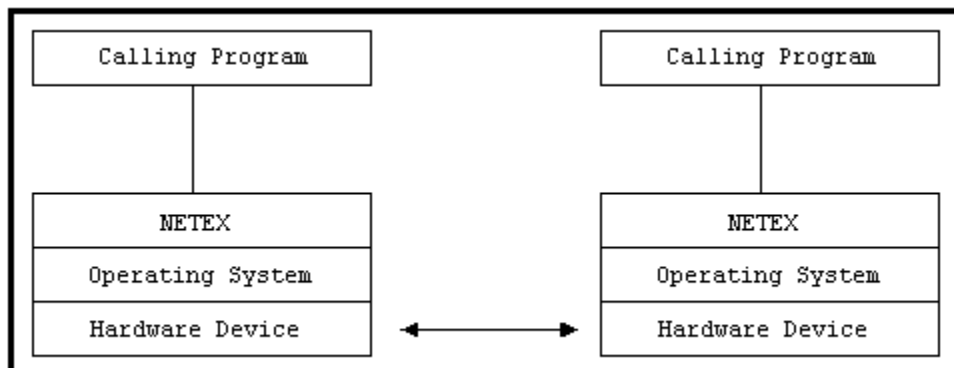 Calling Program
Calling Program
NETEX
NETEX
Operating System
Operating System
Hardware Device
Hardware Device